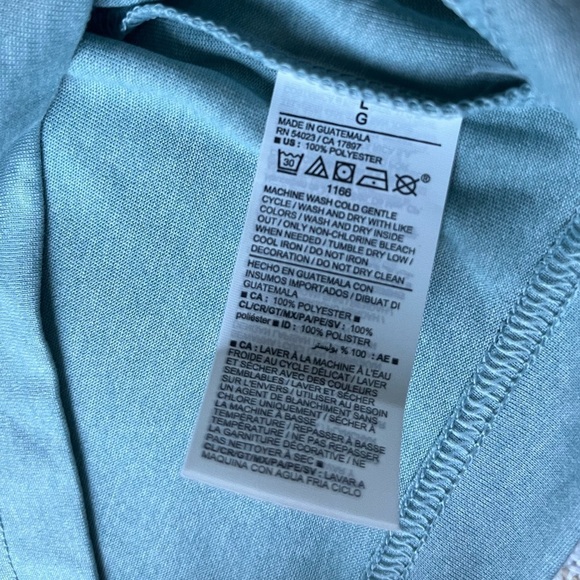 L
G
MADE IN GUATEMALA
RN 54023 / CA 17897
■ US: 100% POLYESTER
30 ®
1166
MACHINE WASH COLD GENTLE
CYCLE / WASH AND DRY WITH LIKE
COLORS / WASH AND DRY INSIDE
OUT / ONLY NON-CHLORINE BLEACH
WHEN NEEDED / TUMBLE DRY LOW /
COOL IRON / DO NOT IRON
DECORATION / DO NOT DRY CLEAN
HECHO EN GUATEMALA CON
INSUMOS IMPORTADOS / DIBUAT DI
GUATEMALA
■ CA : 100% POLYESTER
CL/CR/GT/MX/PA/PE/SV : 100%
poliéster ■ ID : 100% POLISTER
■ AE : 100 % بوليستر
■ CA : LAVER À LA MACHINE À L'EAU
FROIDE AU CYCLE DÉLICAT / LAVER
ET SÉCHER AVEC DES COULEURS
SEMBLABLES / LAVER ET SÉCHER
SUR L'ENVERS / UTILISER AU BESOIN
UN AGENT DE BLANCHIMENT SANS
CHLORE UNIQUEMENT / SÉCHER À
LA MACHINE À BASSE
TEMPÉRATURE / REPASSER À BASSE
TEMPÉRATURE / NE PAS REPASSER
LA GARNITURE DÉCORATIVE / NE
PAS NETTOYER À SEC ■
CL/CR/GT/MX/PA/PE/SV : LAVAR A
MAQUINA CON AGUA FRIA CICLO